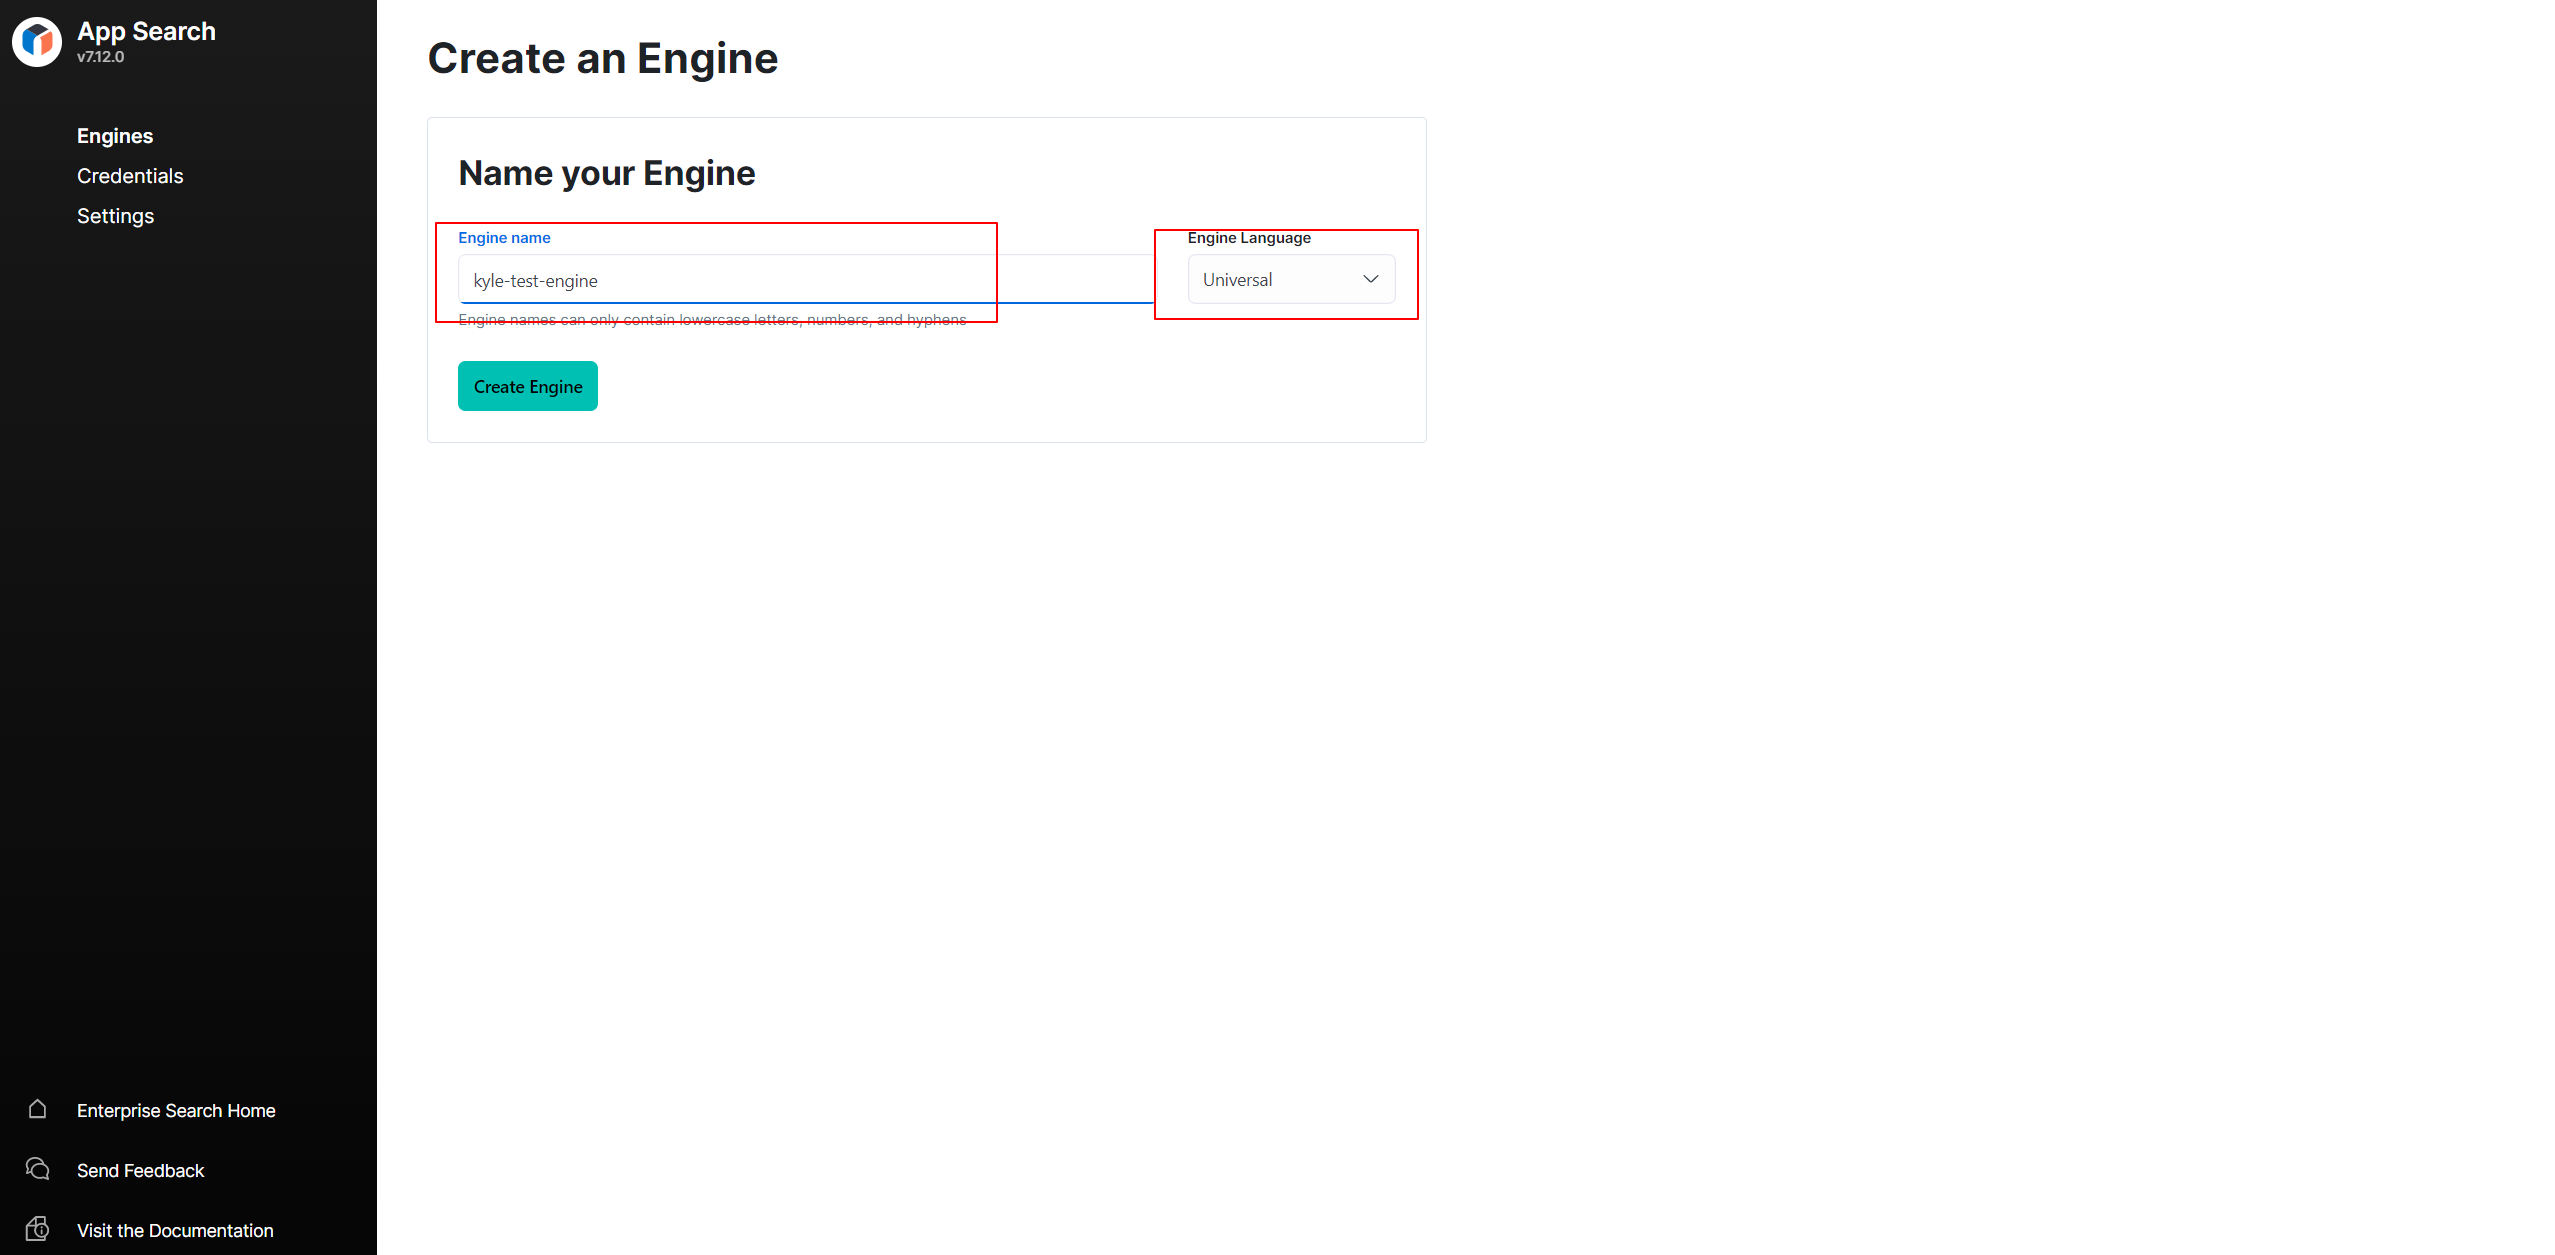 App Search
v7.12.0
Engines
Credentials
Settings
Create an Engine
Name your Engine
Engine name
kyle-test-engine
Engine names can only contain lowercase letters, numbers, and hyphens
Engine Language
Universal
Create Engine
Enterprise Search Home
Send Feedback
Visit the Documentation